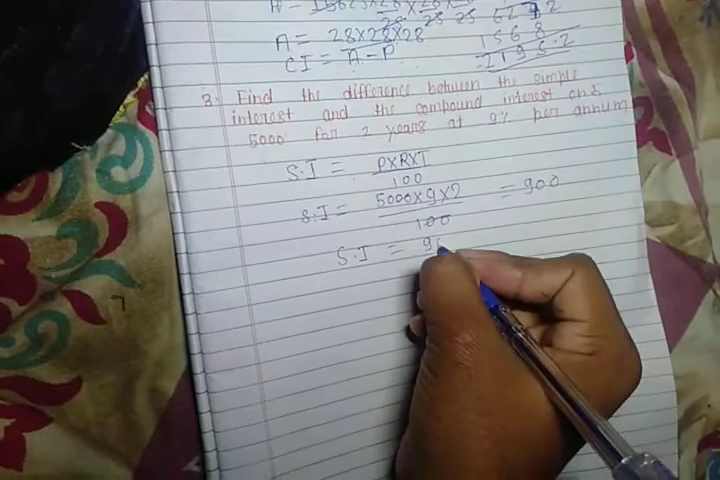 A = 28×28×28
CI = A - P
1568
2195.2
3. Find the difference between the simple
interest and the compound interest on ₹
5000 for 2 years at 9% per annum
S.I = P×R×T
100
S.I = 5000×9×2 = 900
100
S.I = 9